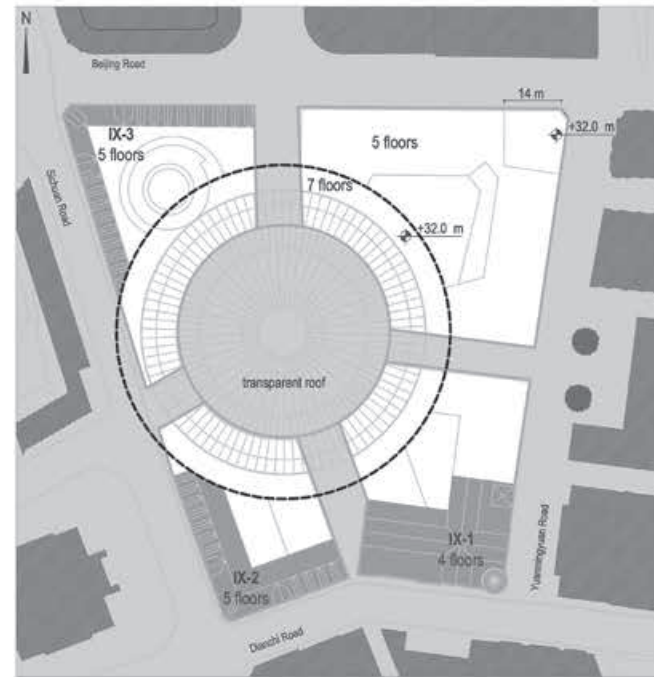 N
Beijing Road
14 m
+32.0 m
IX-3
5 floors
5 floors
7 floors
Sichuan Road
+32.0 m
transparent roof
IX-1
4 floors
Yuanmingyuan Road
IX-2
5 floors
Dianchi Road